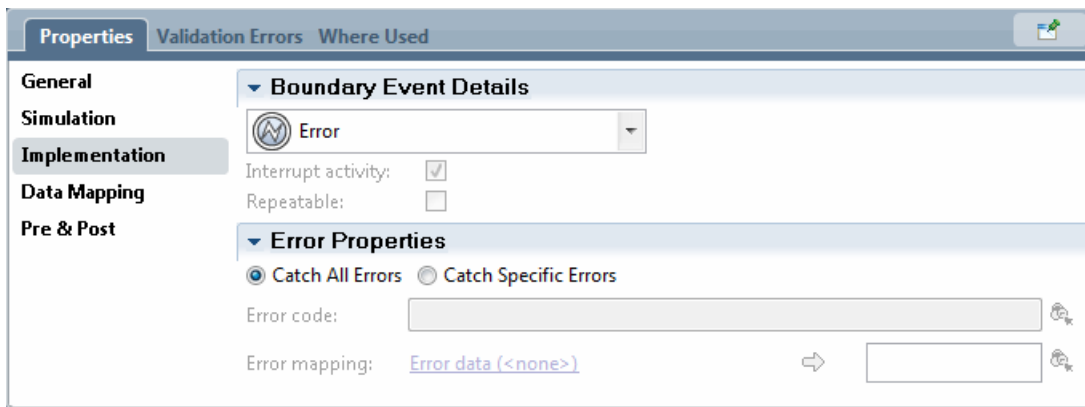 Properties Validation Errors Where Used
General
Simulation
Implementation
Data Mapping
Pre & Post
Boundary Event Details
Error
Interrupt activity:
Repeatable:
Error Properties
Catch All Errors Catch Specific Errors
Error code:
Error mapping: Error data (<none>)